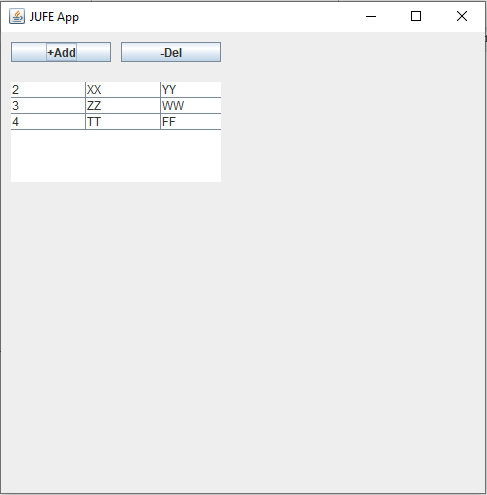 JUFE App
+Add -Del
2 XX YY
3 ZZ WW
4 TT FF